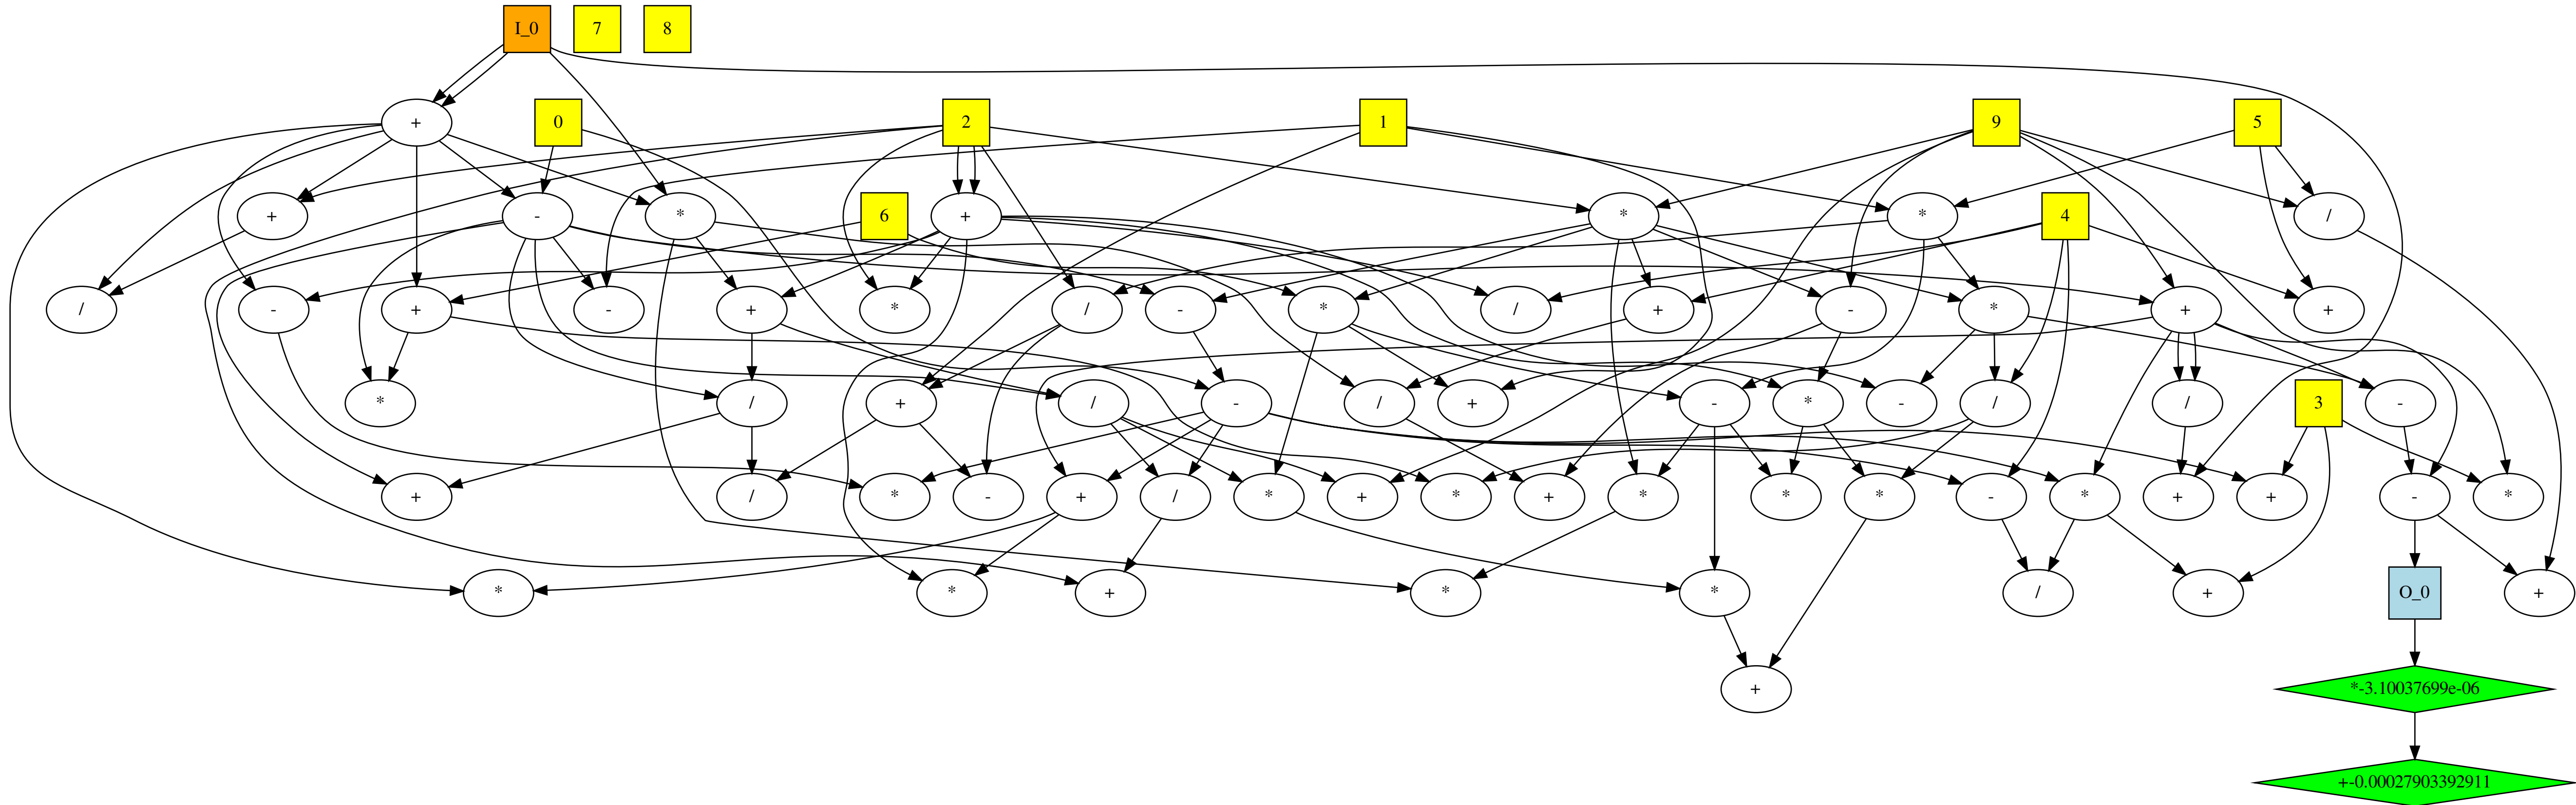 I_0 7 8
+ 0 2 1 9 5
+ - * 6 + * * 4 /
/ - + - + * / - * / + - * + +
* / + / - / + - * - / / 3 -
+ / * - + / * + * + * * * - * + + - *
* * + * * / + O_0 +
+ *-3.10037699e-06
+-0.00027903392911